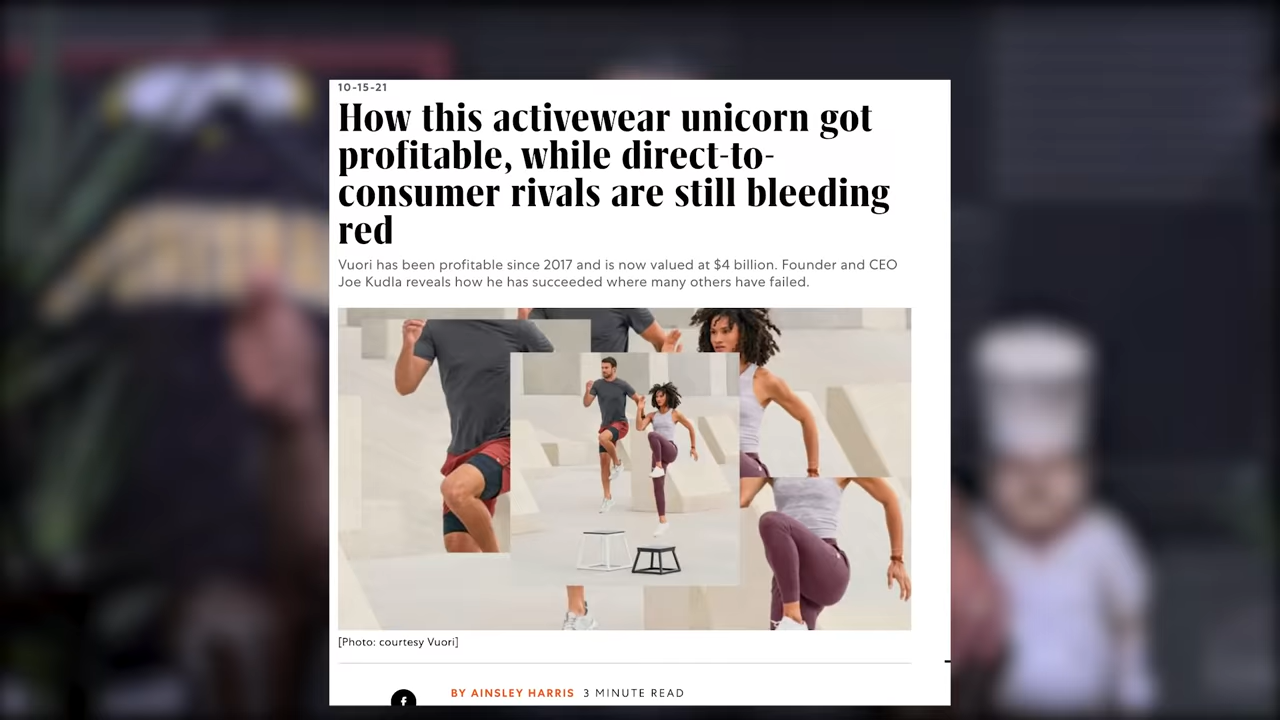 10-15-21
How this activewear unicorn got
profitable, while direct-to-
consumer rivals are still bleeding
red
Vuori has been profitable since 2017 and is now valued at $4 billion. Founder and CEO
Joe Kudla reveals how he has succeeded where many others have failed.
[Photo: courtesy Vuori]
BY AINSLEY HARRIS 3 MINUTE READ